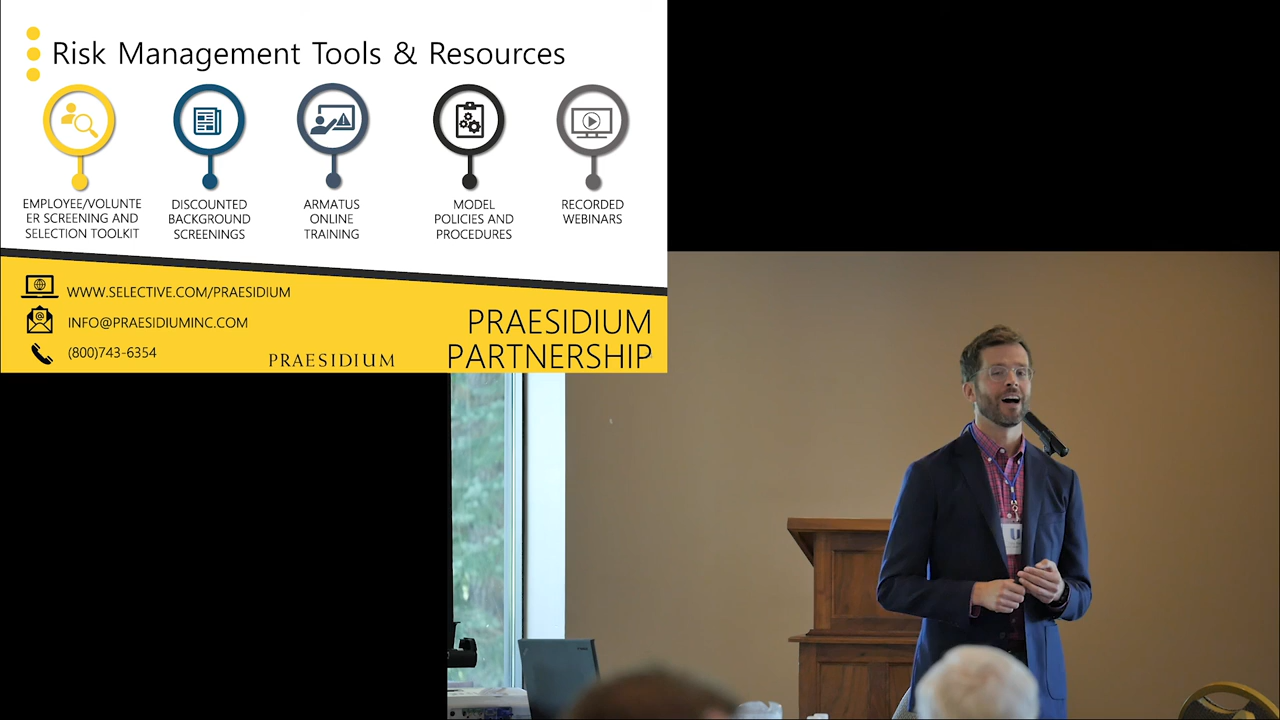 Risk Management Tools & Resources
EMPLOYEE/VOLUNTE
ER SCREENING AND
SELECTION TOOLKIT
DISCOUNTED
BACKGROUND
SCREENINGS
ARMATUS
ONLINE
TRAINING
MODEL
POLICIES AND
PROCEDURES
RECORDED
WEBINARS
WWW.SELECTIVE.COM/PRAESIDIUM
INFO@PRAESIDIUMINC.COM
(800)743-6354
PRAESIDIUM
PRAESIDIUM
PARTNERSHIP
U